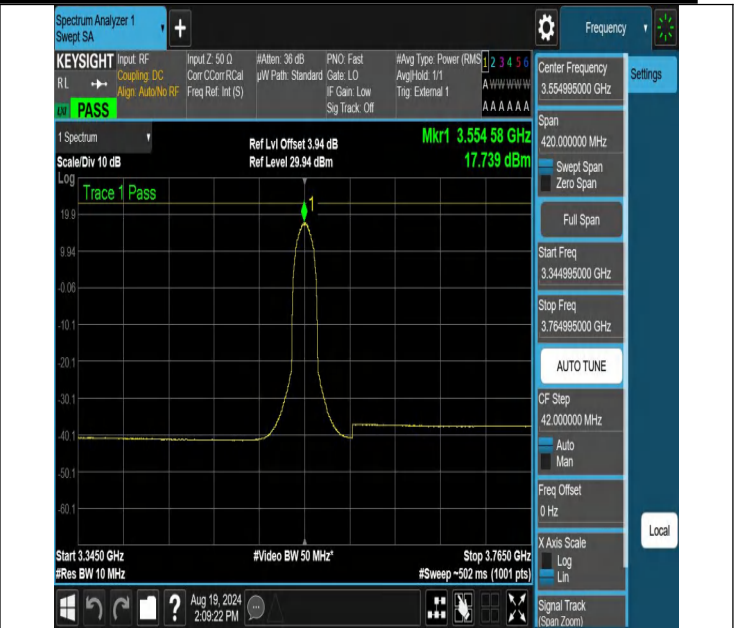 Spectrum Analyzer 1
Swept SA
+
Frequency
KEYSIGHT
RL
PASS
Input: RF
Coupling: DC
Align: Auto/No RF
Input Z: 50 Ω
Corr CCorr RCal
Freq Ref: Int (S)
#Atten: 36 dB
µW Path: Standard
PNO: Fast
Gate: LO
IF Gain: Low
Sig Track: Off
#Avg Type: Power (RMS
Avg|Hold: 1/1
Trig: External 1
1 2 3 4 5 6
A W W W W W
A A A A A A
1 Spectrum
Scale/Div 10 dB
Log
Ref Lvl Offset 3.94 dB
Ref Level 29.94 dBm
Mkr1 3.554 58 GHz
17.739 dBm
Trace 1 Pass
1
19.9
9.94
-0.06
-10.1
-20.1
-30.1
-40.1
-50.1
-60.1
Start 3.3450 GHz
#Res BW 10 MHz
#Video BW 50 MHz*
Stop 3.7650 GHz
#Sweep ~502 ms (1001 pts)
Center Frequency
3.554995000 GHz
Settings
Span
420.000000 MHz
Swept Span
Zero Span
Full Span
Start Freq
3.344995000 GHz
Stop Freq
3.764995000 GHz
AUTO TUNE
CF Step
42.000000 MHz
Auto
Man
Freq Offset
0 Hz
X Axis Scale
Log
Lin
Local
Signal Track
(Span Zoom)
?
Aug 19, 2024
2:09:22 PM